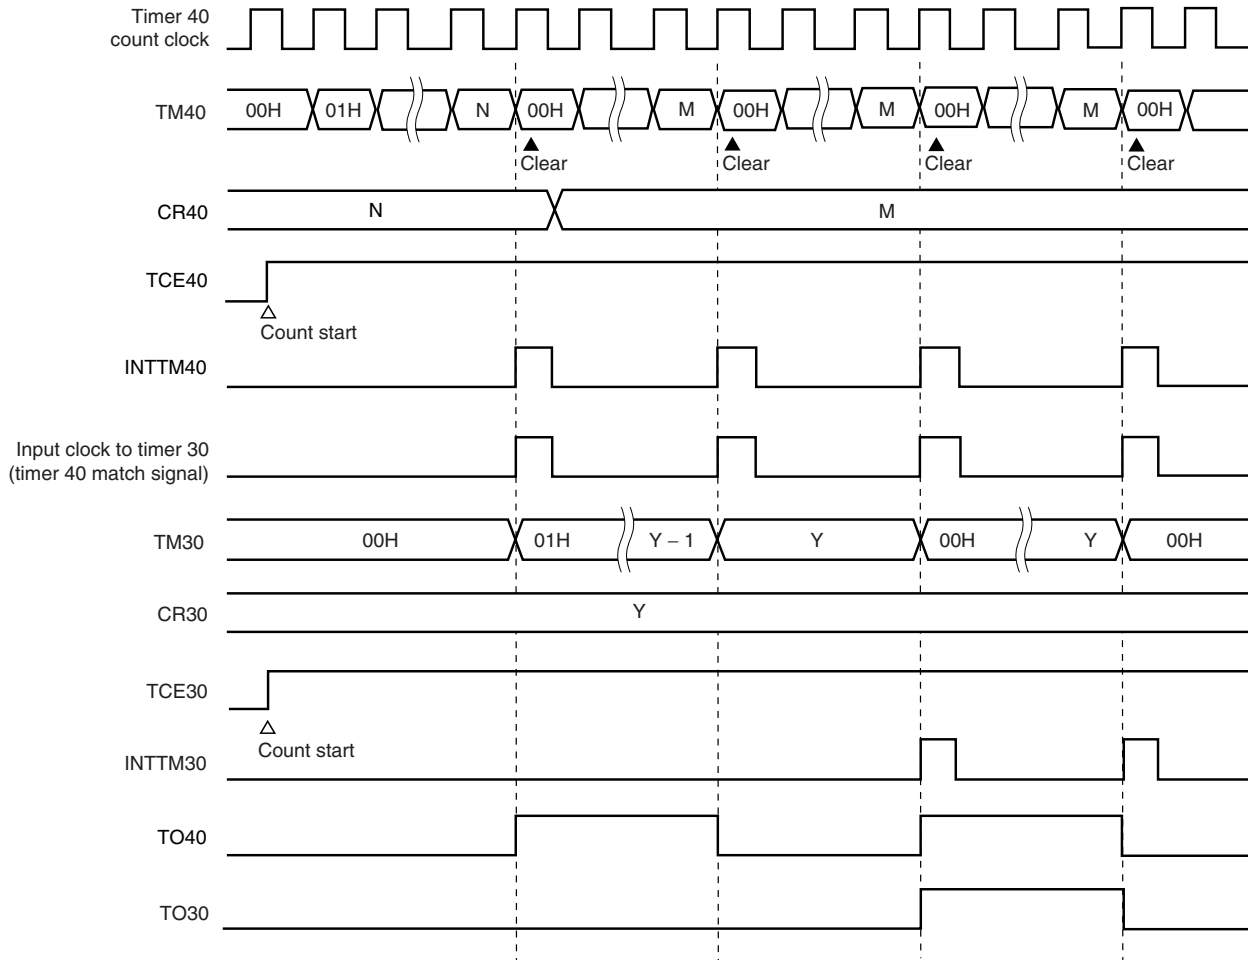 Timer 40
count clock
TM40 00H 01H N 00H M 00H M 00H M 00H
Clear Clear Clear Clear
CR40 N M
TCE40
Count start
INTTM40
Input clock to timer 30
(timer 40 match signal)
TM30 00H 01H Y – 1 Y 00H Y 00H
CR30 Y
TCE30
Count start
INTTM30
TO40
TO30